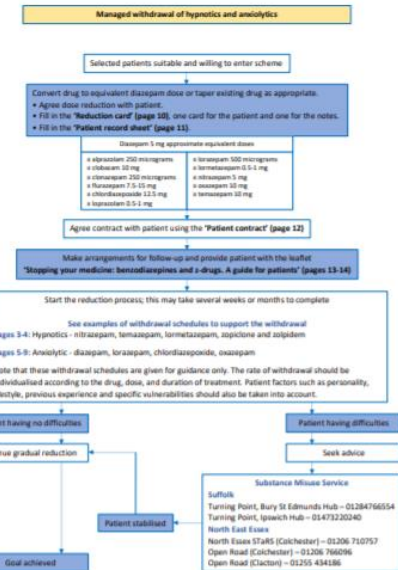 Managed withdrawal of hypnotics and anxiolytics
Selected patients suitable and willing to enter scheme
Convert drug to equivalent diazepam dose or taper existing drug as appropriate.
• Agree dose reduction with patient.
• Fill in the 'Reduction card' (page 10), one card for the patient and one for the notes.
• Fill in the 'Patient record sheet' (page 11).
Diazepam 5 mg approximate equivalent doses
≡ alprazolam 250 micrograms
≡ clobazam 10 mg
≡ clonazepam 250 micrograms
≡ flurazepam 7.5-15 mg
≡ chlordiazepoxide 12.5 mg
≡ loprazolam 0.5-1 mg
≡ lorazepam 500 micrograms
≡ lormetazepam 0.5-1 mg
≡ nitrazepam 5 mg
≡ oxazepam 10 mg
≡ temazepam 10 mg
Agree contract with patient using the 'Patient contract' (page 12)
Make arrangements for follow-up and provide patient with the leaflet
'Stopping your medicine: benzodiazepines and z-drugs. A guide for patients' (pages 13-14)
Start the reduction process; this may take several weeks or months to complete
See examples of withdrawal schedules to support the withdrawal
ages 3-4: Hypnotics - nitrazepam, temazepam, lormetazepam, zopiclone and zolpidem
ages 5-9: Anxiolytic - diazepam, lorazepam, chlordiazepoxide, oxazepam
ote that these withdrawal schedules are given for guidance only. The rate of withdrawal should be
dividualised according to the drug, dose, and duration of treatment. Patient factors such as personality,
estyle, previous experience and specific vulnerabilities should also be taken into account.
nt having no difficulties
Patient having difficulties
nue gradual reduction
Seek advice
Patient stabilised
Substance Misuse Service
Suffolk
Turning Point, Bury St Edmunds Hub – 01284766554
Turning Point, Ipswich Hub – 01473220240
North East Essex
North Essex STaRS (Colchester) – 01206 710757
Open Road (Colchester) – 01206 766096
Open Road (Clacton) – 01255 434186
Goal achieved